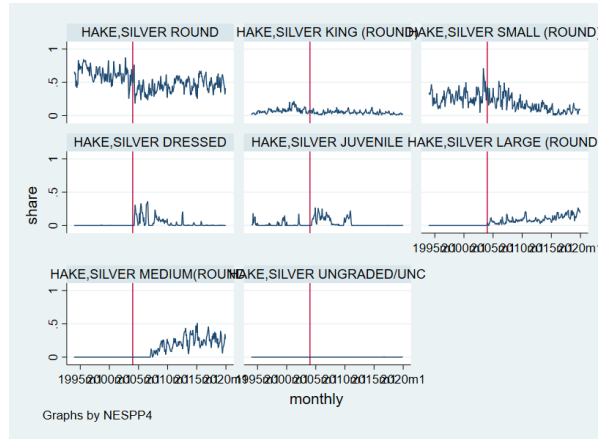 HAKE,SILVER ROUND
HAKE,SILVER KING (ROUND)
HAKE,SILVER SMALL (ROUND)
1
.5
0
HAKE,SILVER DRESSED
HAKE,SILVER JUVENILE
HAKE,SILVER LARGE (ROUND
1
.5
0
share
1995m1 2000m1 2005m1 2010m1 2015m1 2020m1
HAKE,SILVER MEDIUM(ROUND
HAKE,SILVER UNGRADED/UNC
1
.5
0
1995m1 2000m1 2005m1 2010m1 2015m1 2020m1
1995m1 2000m1 2005m1 2010m1 2015m1 2020m1
monthly
Graphs by NESPP4